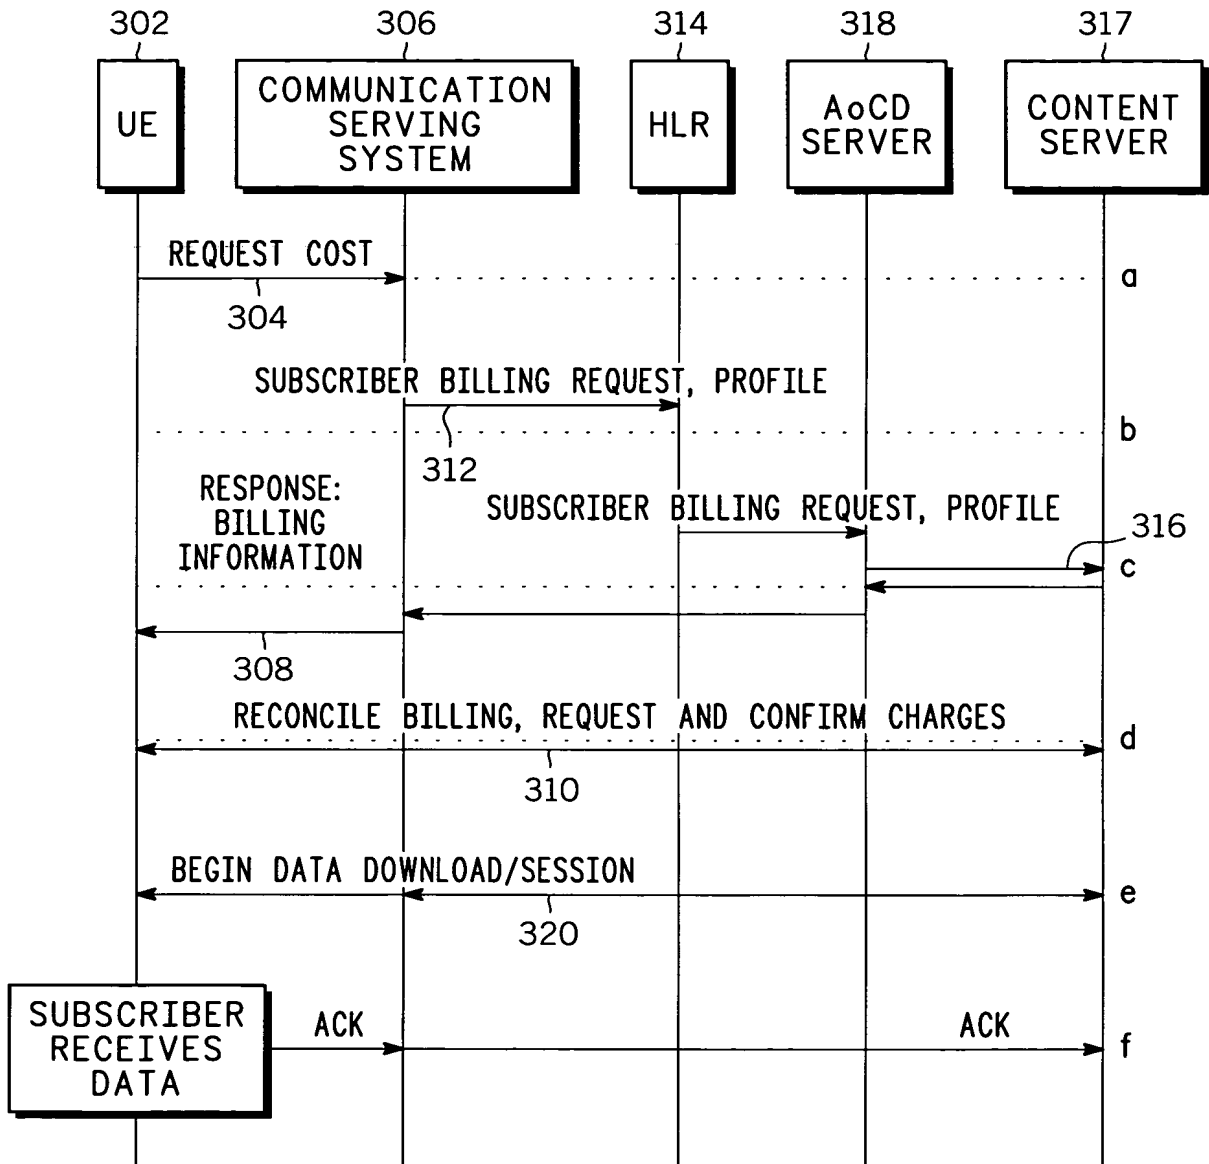 302
306
314
318
317
UE
COMMUNICATION
SERVING
SYSTEM
HLR
AoCD
SERVER
CONTENT
SERVER
REQUEST COST
a
304
SUBSCRIBER BILLING REQUEST, PROFILE
b
312
RESPONSE:
BILLING
INFORMATION
SUBSCRIBER BILLING REQUEST, PROFILE
316
c
308
RECONCILE BILLING, REQUEST AND CONFIRM CHARGES
d
310
BEGIN DATA DOWNLOAD/SESSION
e
320
SUBSCRIBER
RECEIVES
DATA
ACK
ACK
f